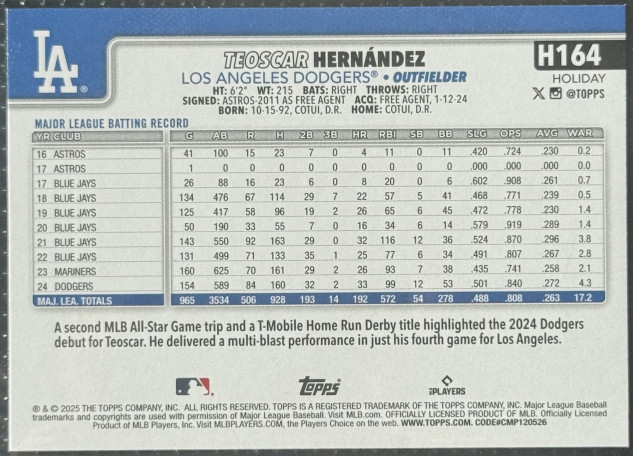 LA
TEOSCAR HERNÁNDEZ
H164
LOS ANGELES DODGERS® • OUTFIELDER
HOLIDAY
HT: 6'2" WT: 215 BATS: RIGHT THROWS: RIGHT
X @TOPPS
SIGNED: ASTROS-2011 AS FREE AGENT ACQ: FREE AGENT, 1-12-24
BORN: 10-15-92, COTUI, D.R. HOME: COTUI, D.R.
MAJOR LEAGUE BATTING RECORD
YR CLUB G AB R H 2B 3B HR RBI SB BB SLG OPS AVG WAR
16 ASTROS 41 100 15 23 7 0 4 11 0 11 .420 .724 .230 0.2
17 ASTROS 1 0 0 0 0 0 0 0 0 0 .000 .000 .000 0.0
17 BLUE JAYS 26 88 16 23 6 0 8 20 0 6 .602 .908 .261 0.7
18 BLUE JAYS 134 476 67 114 29 7 22 57 5 41 .468 .771 .239 0.5
19 BLUE JAYS 125 417 58 96 19 2 26 65 6 45 .472 .778 .230 1.4
20 BLUE JAYS 50 190 33 55 7 0 16 34 6 14 .579 .919 .289 1.4
21 BLUE JAYS 143 550 92 163 29 0 32 116 12 36 .524 .870 .296 3.8
22 BLUE JAYS 131 499 71 133 35 1 25 77 6 34 .491 .807 .267 2.8
23 MARINERS 160 625 70 161 29 2 26 93 7 38 .435 .741 .258 2.1
24 DODGERS 154 589 84 160 32 2 33 99 12 53 .501 .840 .272 4.3
MAJ. LEA. TOTALS 965 3534 506 928 193 14 192 572 54 278 .488 .808 .263 17.2
A second MLB All-Star Game trip and a T-Mobile Home Run Derby title highlighted the 2024 Dodgers
debut for Teoscar. He delivered a multi-blast performance in just his fourth game for Los Angeles.
Topps
PLAYERS
® & © 2025 THE TOPPS COMPANY, INC. ALL RIGHTS RESERVED. TOPPS IS A REGISTERED TRADEMARK OF THE TOPPS COMPANY, INC. Major League Baseball
trademarks and copyrights are used with permission of Major League Baseball. Visit MLB.com. OFFICIALLY LICENSED PRODUCT OF MLB. Officially Licensed
Product of MLB Players, Inc. Visit MLBPLAYERS.com, the Players Choice on the web. WWW.TOPPS.COM. CODE#CMP120526